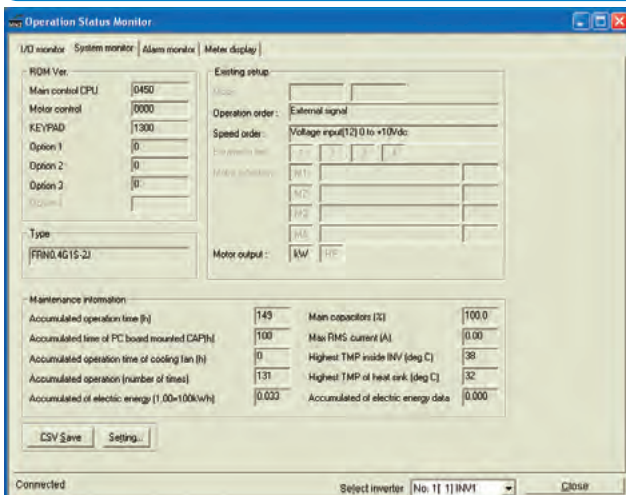 Operation Status Monitor
I/O monitor System monitor Alarm monitor Meter display
ROM Ver.
Main control CPU 0450
Motor control 0000
KEYPAD 1300
Option 1 0
Option 2 0
Option 3 0
Type
FRN0.4G1S-2J
Existing setup
Operation order : External signal
Speed order : Voltage input(12) 0 to +10Vdc
M1
M2
M3
M4
Motor output : kW HP
Maintenance information
Accumulated operation time (h) 149
Accumulated time of PC board mounted CAP(h) 100
Accumulated operation time of cooling fan (h) 0
Accumulated operation (number of times) 131
Accumulated of electric energy (1,00=100kWh) 0.033
Main capacitors (%) 100.0
Max RMS current (A) 0.00
Highest TMP inside INV (deg C) 38
Highest TMP of heat sink (deg C) 32
Accumulated of electric energy data 0.000
CSV Save Setting...
Connected Select inverter No. 1[ 1] INV1 Close